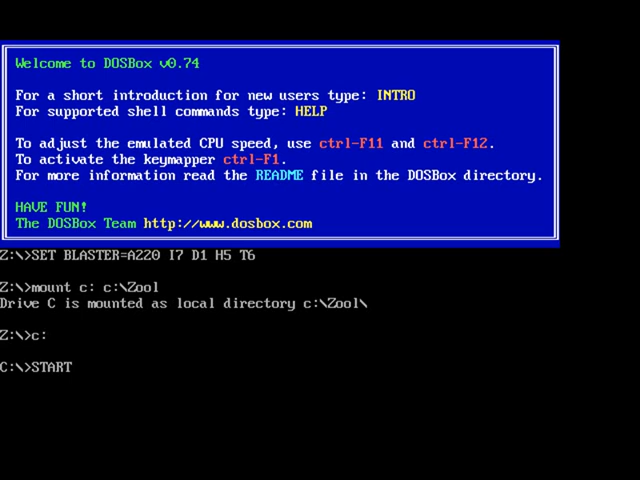 Welcome to DOSBox v0.74
For a short introduction for new users type: INTRO
For supported shell commands type: HELP
To adjust the emulated CPU speed, use ctrl-F11 and ctrl-F12.
To activate the keymapper ctrl-F1.
For more information read the README file in the DOSBox directory.
HAVE FUN!
The DOSBox Team http://www.dosbox.com
Z:\>SET BLASTER=A220 I7 D1 H5 T6
Z:\>mount c: c:\Zool
Drive C is mounted as local directory c:\Zool\
Z:\>c:
C:\>START